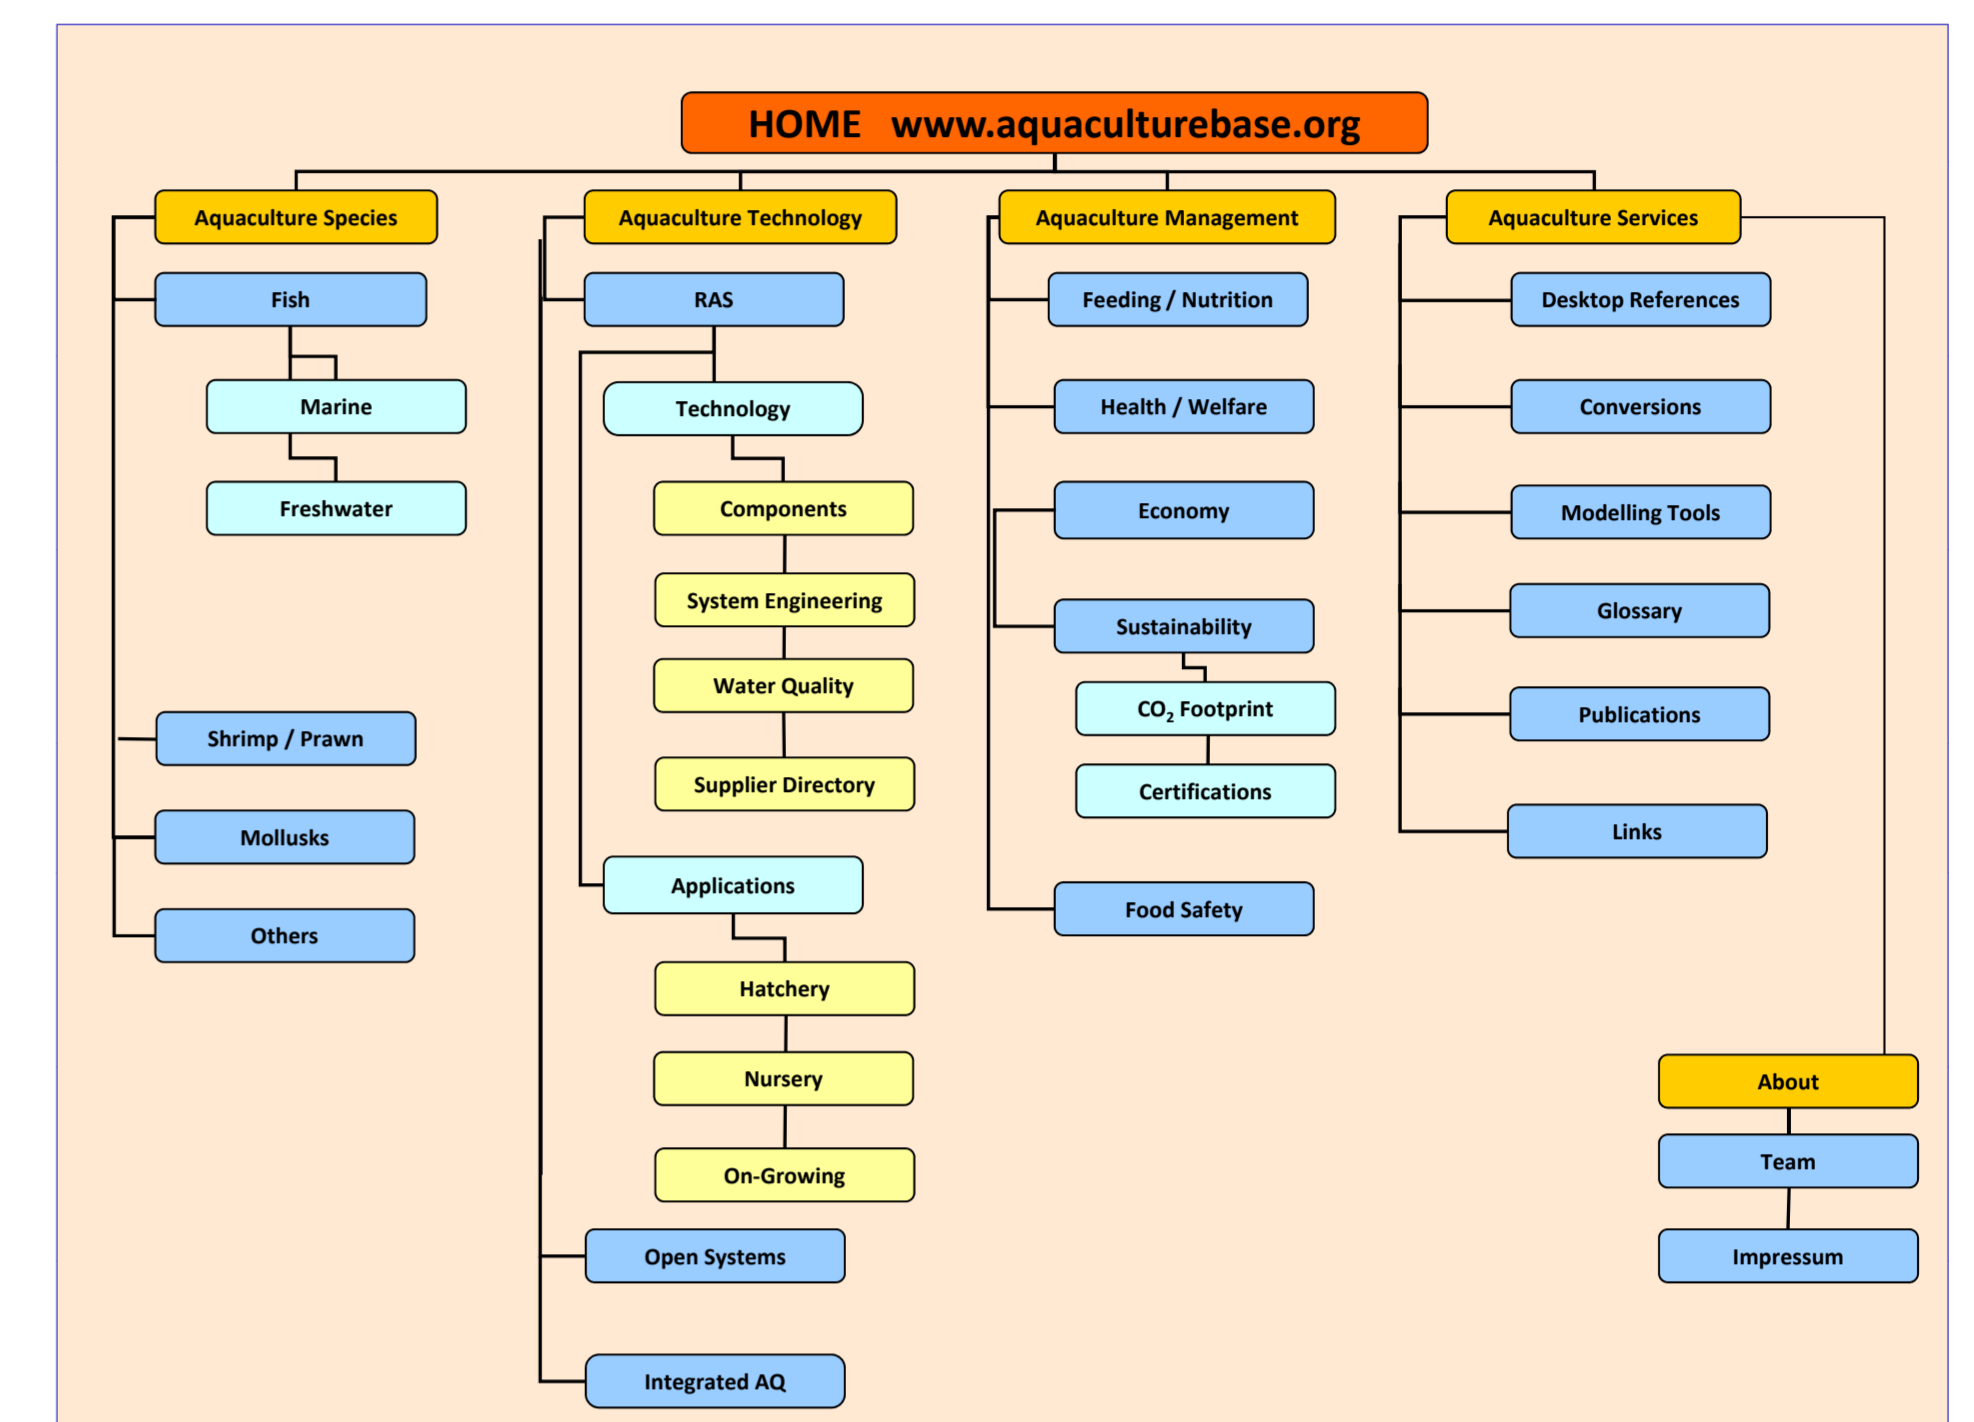 HOME www.aquaculturebase.org
Aquaculture Species
Fish
Marine
Freshwater
Shrimp / Prawn
Mollusks
Others
Aquaculture Technology
RAS
Technology
Components
System Engineering
Water Quality
Supplier Directory
Applications
Hatchery
Nursery
On-Growing
Open Systems
Integrated AQ
Aquaculture Management
Feeding / Nutrition
Health / Welfare
Economy
Sustainability
CO₂ Footprint
Certifications
Food Safety
Aquaculture Services
Desktop References
Conversions
Modelling Tools
Glossary
Publications
Links
About
Team
Impressum